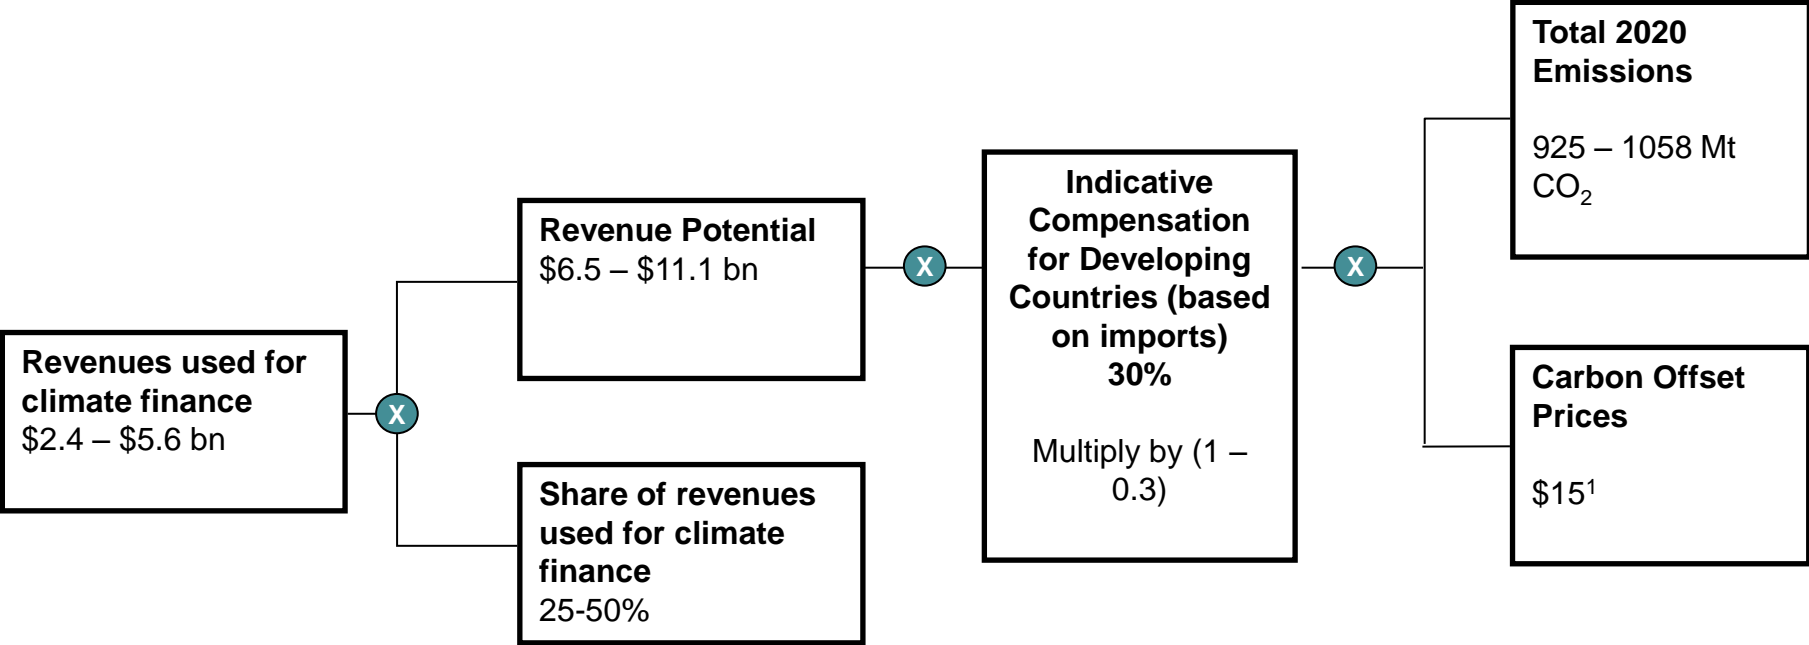 Revenues used for
climate finance
$2.4 – $5.6 bn
X
Revenue Potential
$6.5 – $11.1 bn
Share of revenues
used for climate
finance
25-50%
X
Indicative
Compensation
for Developing
Countries (based
on imports)
30%
Multiply by (1 –
0.3)
X
Total 2020
Emissions
925 – 1058 Mt
CO₂
Carbon Offset
Prices
$15¹